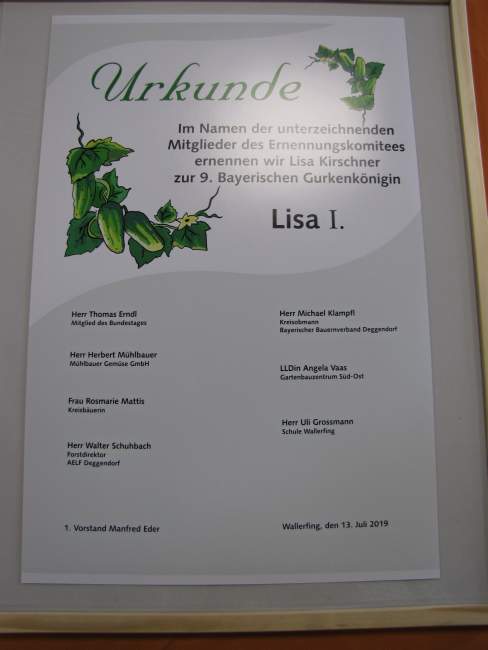 Urkunde
Im Namen der unterzeichnenden
Mitglieder des Ernennungskomitees
ernennen wir Lisa Kirschner
zur 9. Bayerischen Gurkenkönigin
Lisa I.
Herr Thomas Erndl
Mitglied des Bundestages
Herr Herbert Mühlbauer
Mühlbauer Gemüse GmbH
Frau Rosmarie Mattis
Kreisbäuerin
Herr Walter Schuhbach
Forstdirektor
AELF Deggendorf
Herr Michael Klampfl
Kreisobmann
Bayerischer Bauernverband Deggendorf
LLDin Angela Vaas
Gartenbauzentrum Süd-Ost
Herr Uli Grossmann
Schule Wallerfing
1. Vorstand Manfred Eder
Wallerfing, den 13. Juli 2019